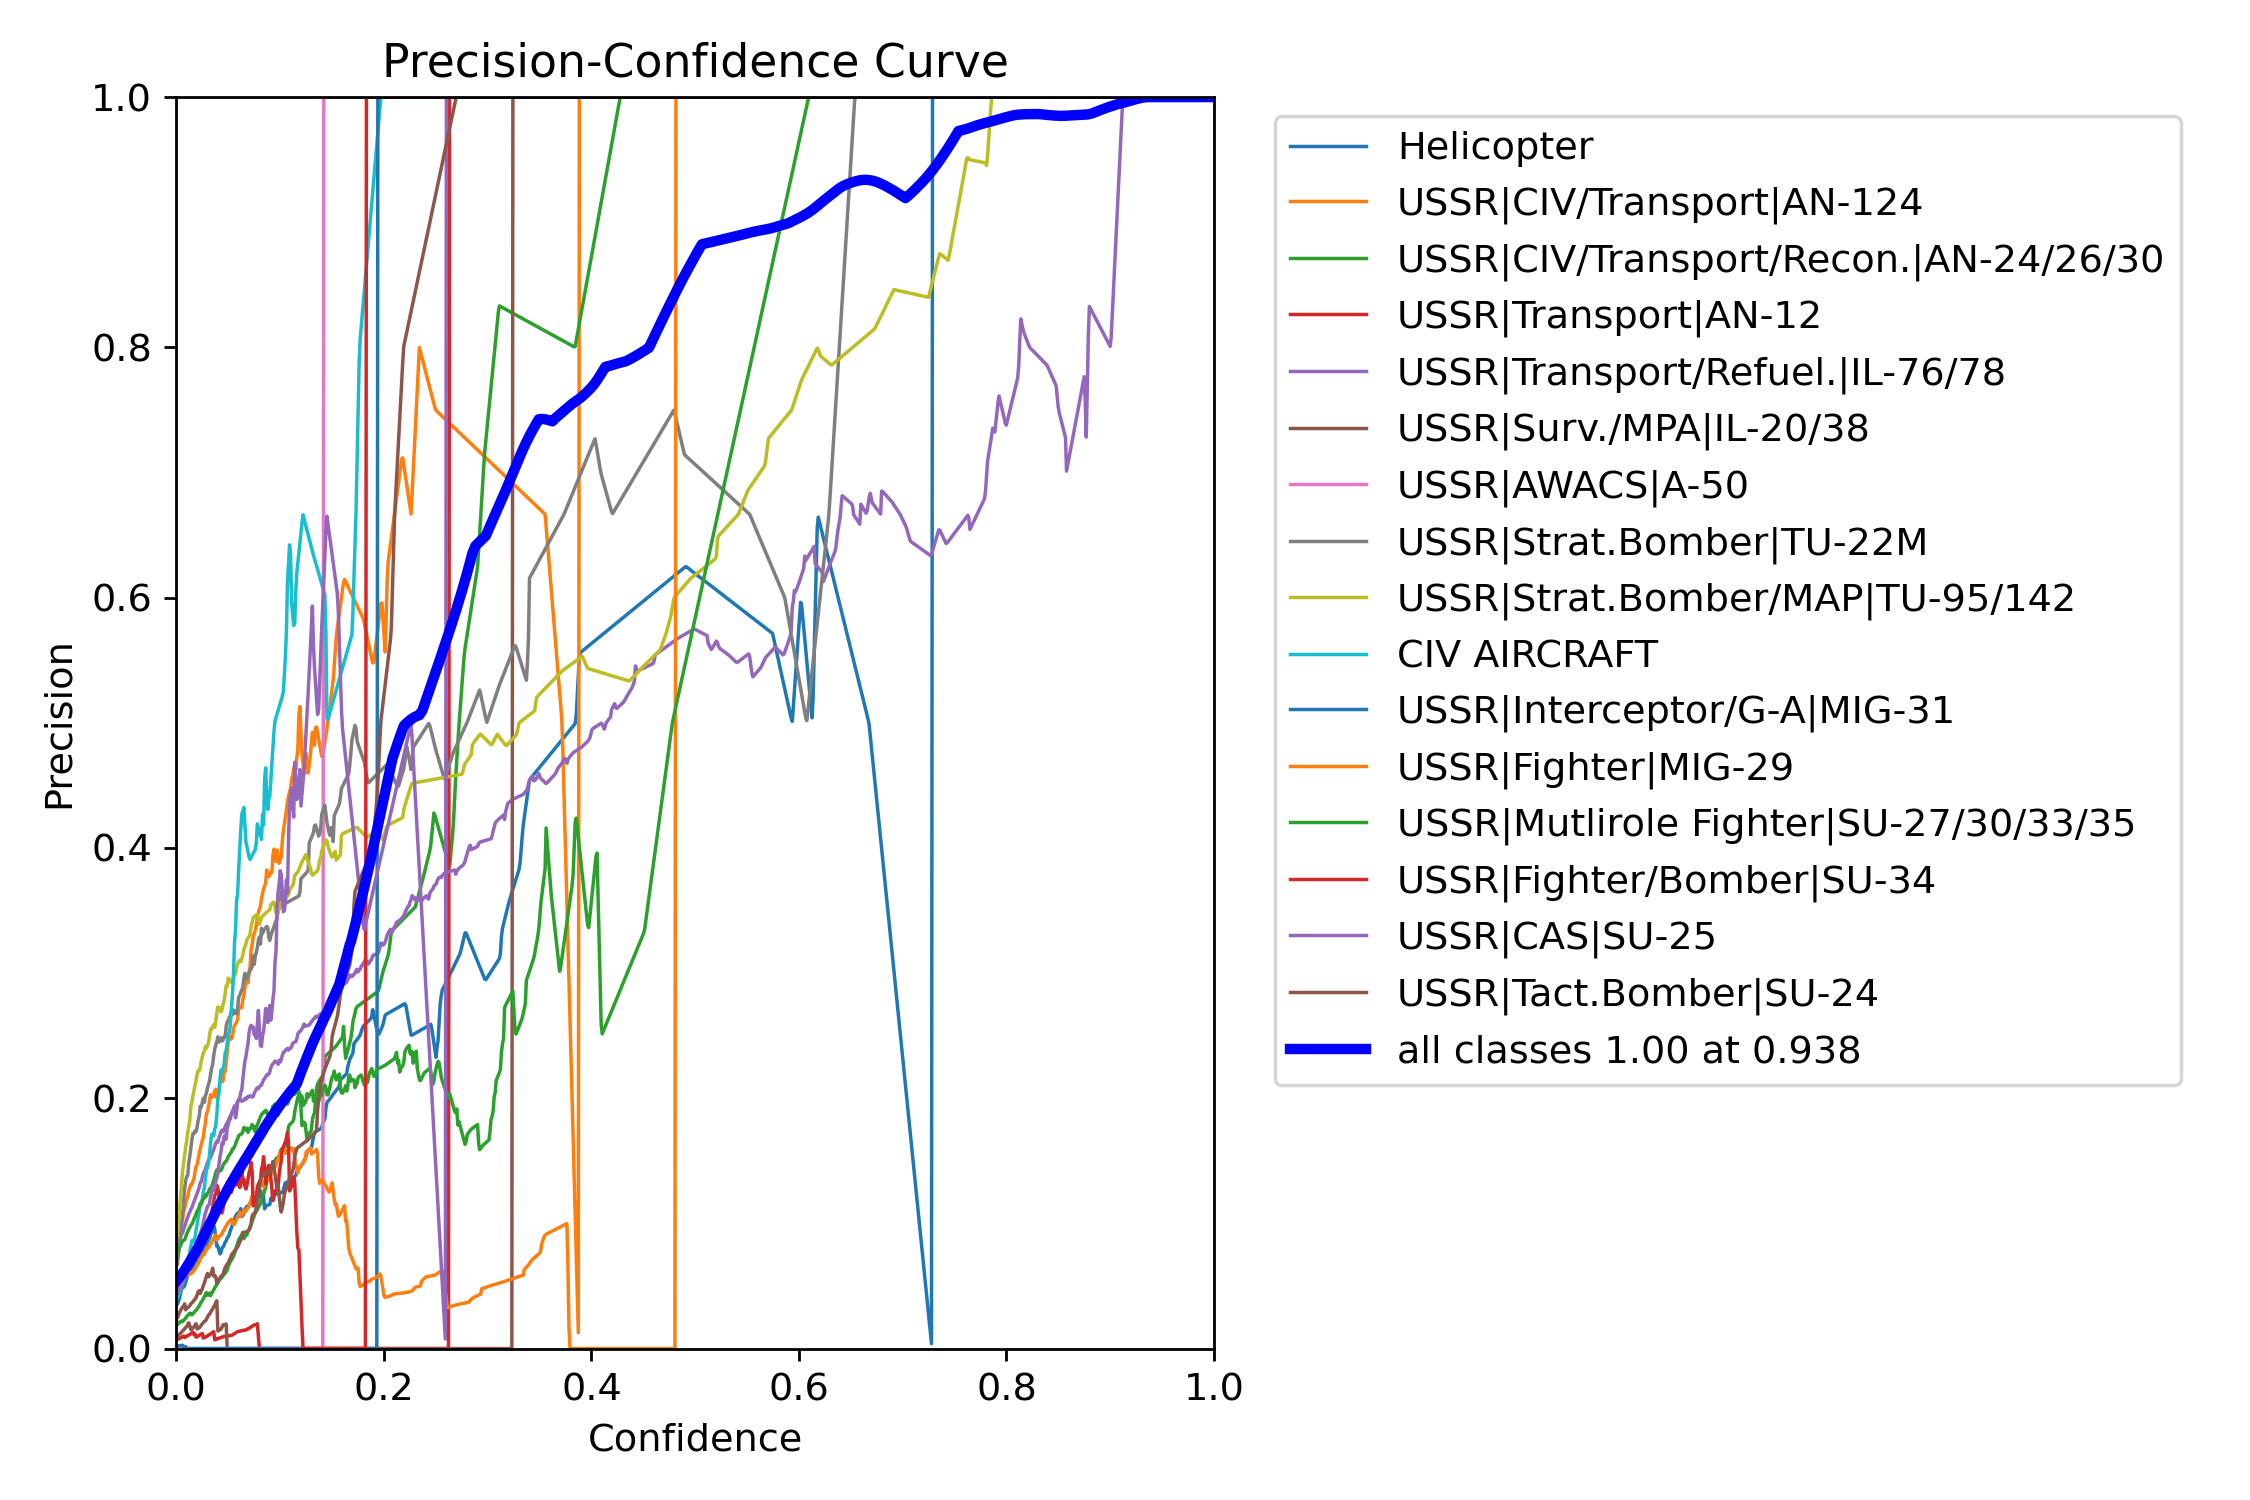 Precision-Confidence Curve
1.0
0.8
0.6
0.4
0.2
0.0
Precision
0.0 0.2 0.4 0.6 0.8 1.0
Confidence
Helicopter
USSR|CIV/Transport|AN-124
USSR|CIV/Transport/Recon.|AN-24/26/30
USSR|Transport|AN-12
USSR|Transport/Refuel.|IL-76/78
USSR|Surv./MPA|IL-20/38
USSR|AWACS|A-50
USSR|Strat.Bomber|TU-22M
USSR|Strat.Bomber/MAP|TU-95/142
CIV AIRCRAFT
USSR|Interceptor/G-A|MIG-31
USSR|Fighter|MIG-29
USSR|Mutlirole Fighter|SU-27/30/33/35
USSR|Fighter/Bomber|SU-34
USSR|CAS|SU-25
USSR|Tact.Bomber|SU-24
all classes 1.00 at 0.938